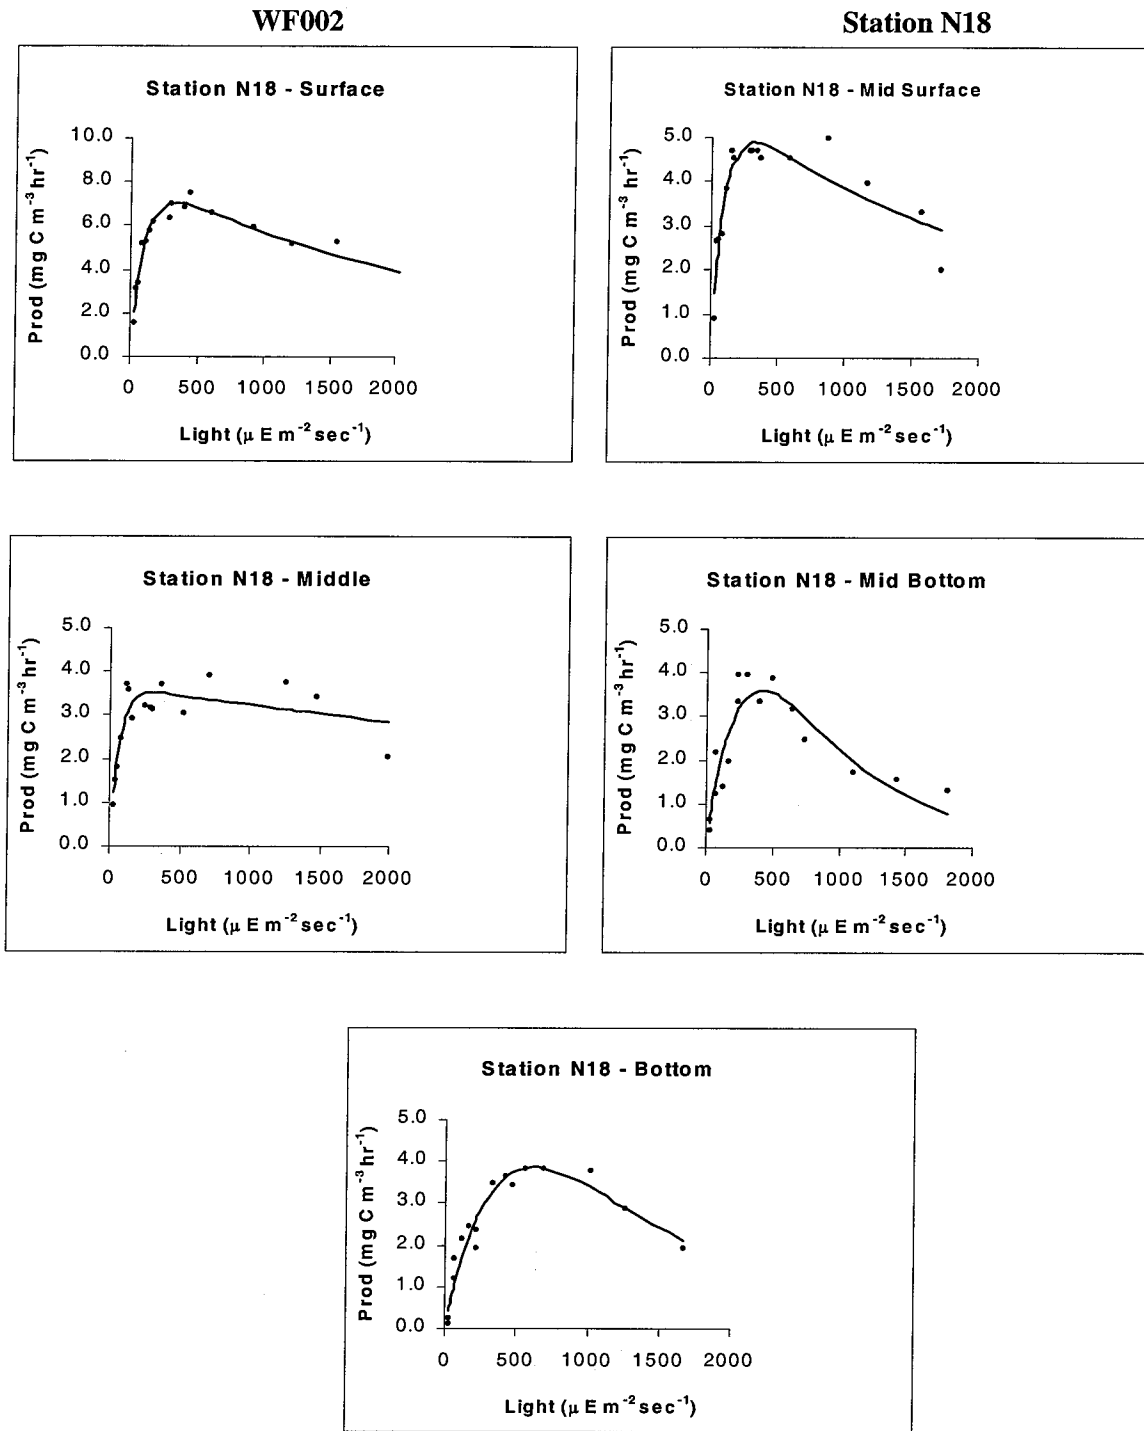 WF002 Station N18
Station N18 - Surface
Prod (mg C m⁻³ hr⁻¹)
10.0
8.0
6.0
4.0
2.0
0.0
0 500 1000 1500 2000
Light (μ E m⁻² sec⁻¹)
Station N18 - Mid Surface
Prod (mg C m⁻³ hr⁻¹)
5.0
4.0
3.0
2.0
1.0
0.0
0 500 1000 1500 2000
Light (μ E m⁻² sec⁻¹)
Station N18 - Middle
Prod (mg C m⁻³ hr⁻¹)
5.0
4.0
3.0
2.0
1.0
0.0
0 500 1000 1500 2000
Light (μ E m⁻² sec⁻¹)
Station N18 - Mid Bottom
Prod (mg C m⁻³ hr⁻¹)
5.0
4.0
3.0
2.0
1.0
0.0
0 500 1000 1500 2000
Light (μ E m⁻² sec⁻¹)
Station N18 - Bottom
Prod (mg C m⁻³ hr⁻¹)
5.0
4.0
3.0
2.0
1.0
0.0
0 500 1000 1500 2000
Light (μ E m⁻² sec⁻¹)